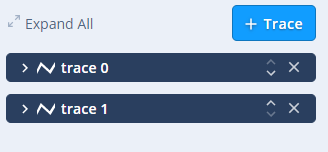 Expand All
+ Trace
trace 0
trace 1